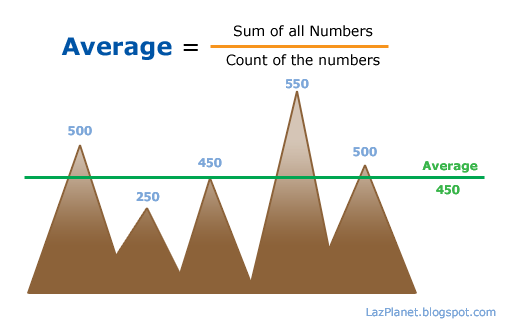 Average = Sum of all Numbers
Count of the numbers
550
500
500
450
250
Average
450
LazPlanet.blogspot.com